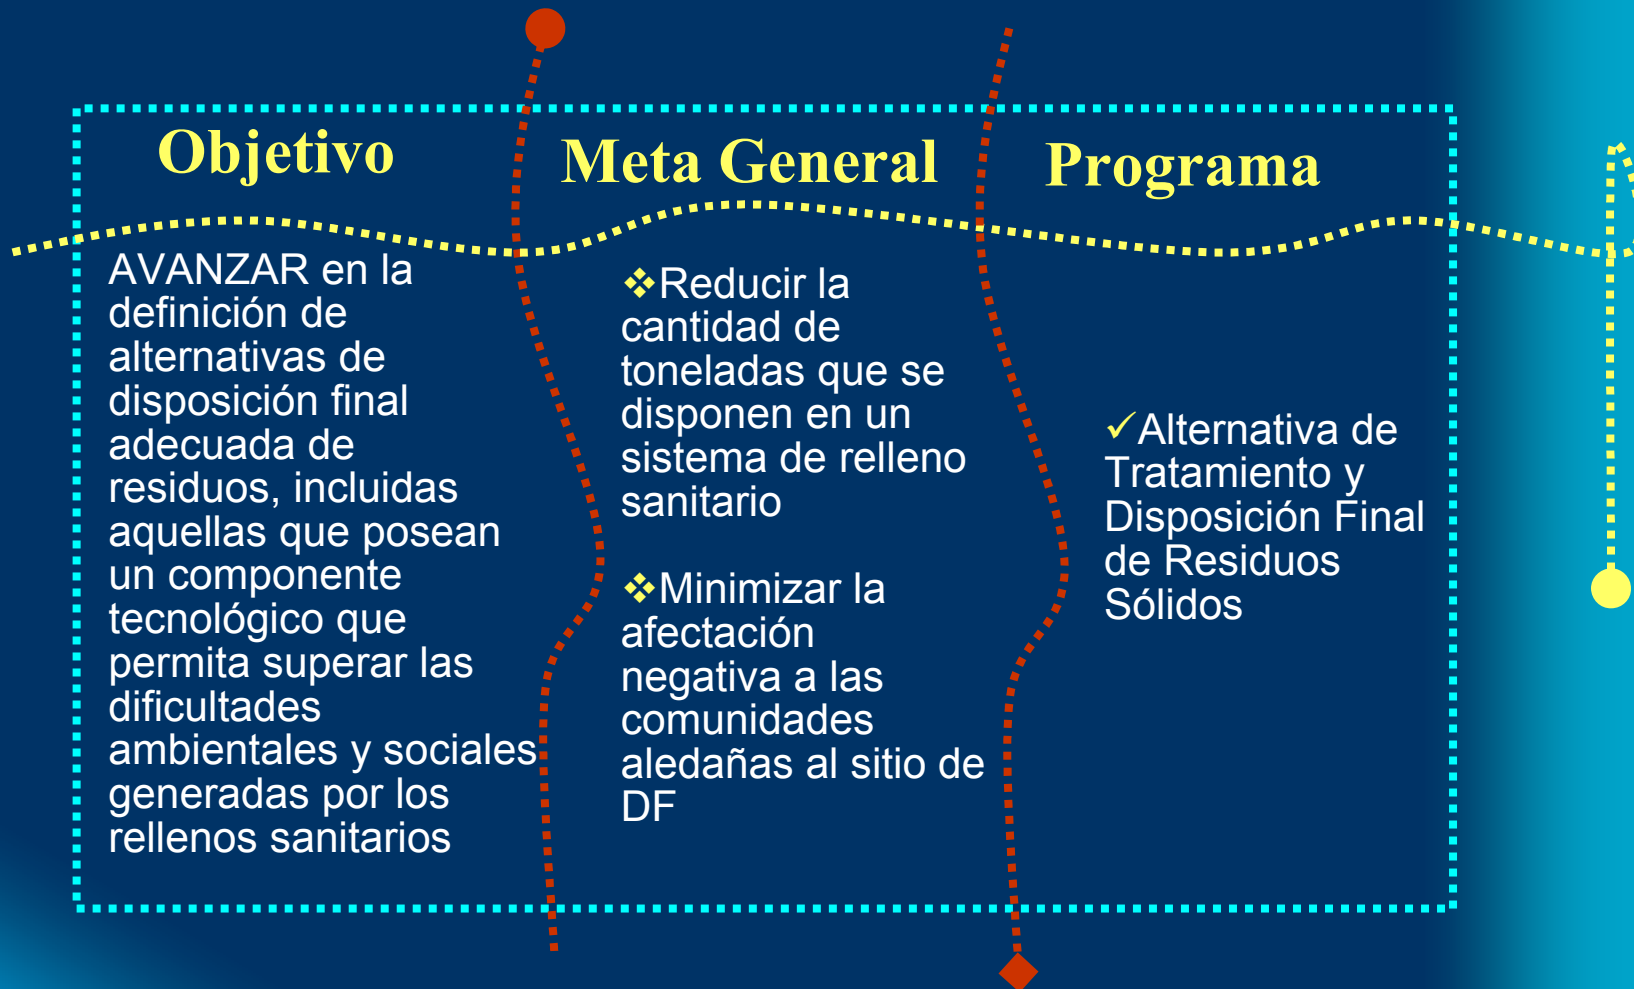 Objetivo
AVANZAR en la
definición de
alternativas de
disposición final
adecuada de
residuos, incluidas
aquellas que posean
un componente
tecnológico que
permita superar las
dificultades
ambientales y sociales
generadas por los
rellenos sanitarios
Meta General
❖Reducir la
cantidad de
toneladas que se
disponen en un
sistema de relleno
sanitario
❖Minimizar la
afectación
negativa a las
comunidades
aledañas al sitio de
DF
Programa
✓Alternativa de
Tratamiento y
Disposición Final
de Residuos
Sólidos